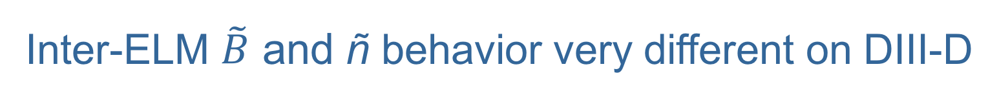 Inter-ELM B̃ and ñ behavior very different on DIII-D